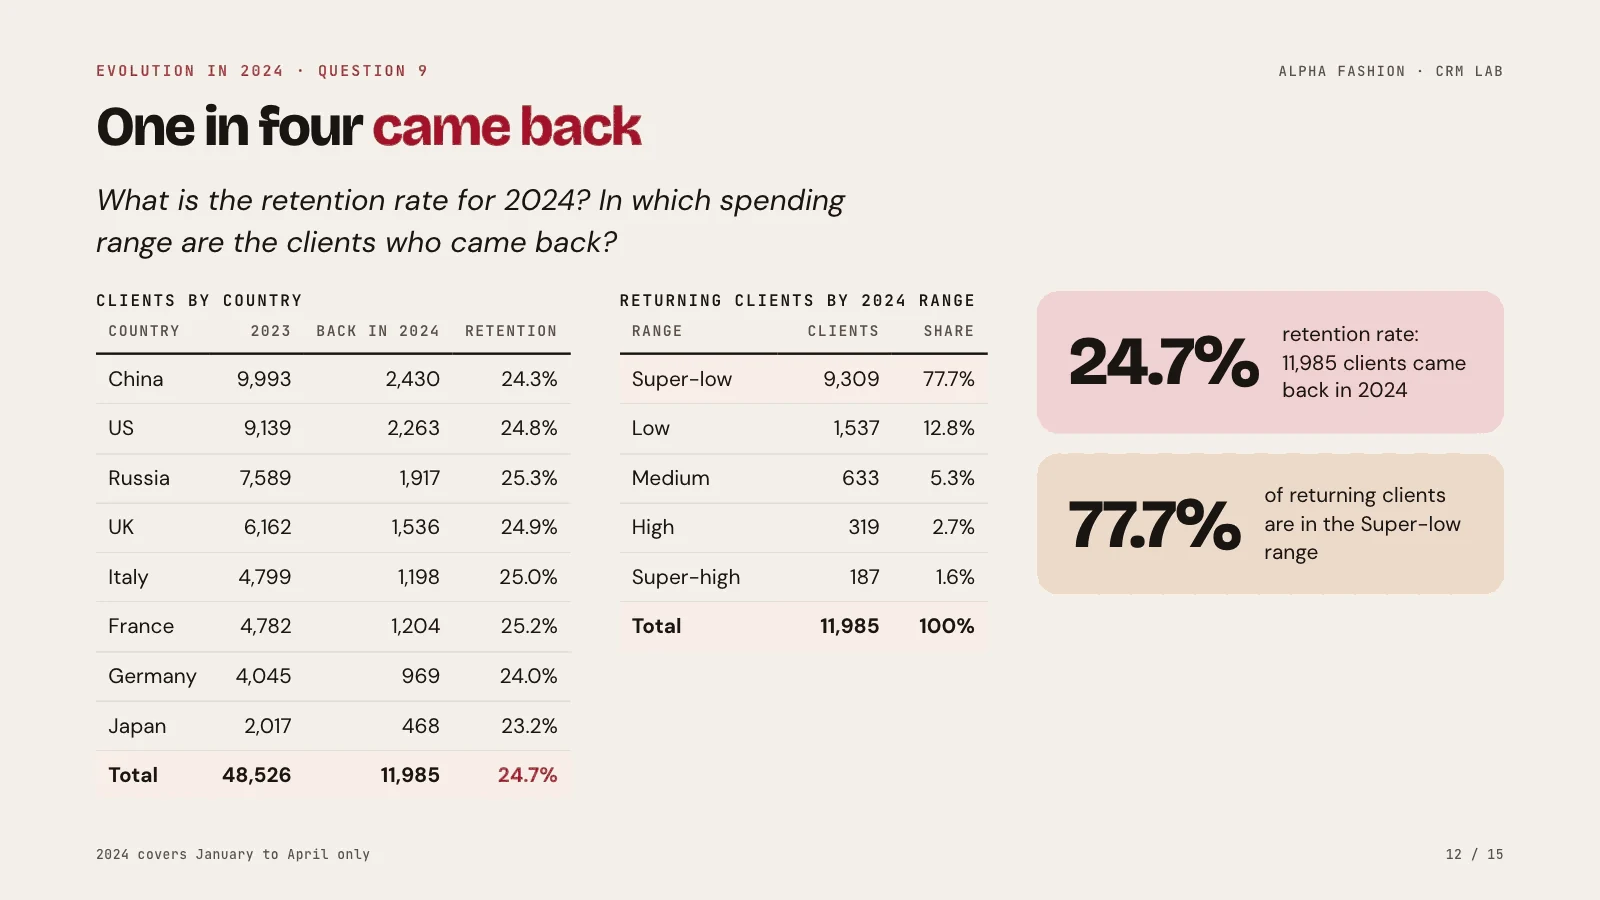 EVOLUTION IN 2024 · QUESTION 9
ALPHA FASHION · CRM LAB
One in four came back
What is the retention rate for 2024? In which spending
range are the clients who came back?
CLIENTS BY COUNTRY
COUNTRY 2023 BACK IN 2024 RETENTION
China 9,993 2,430 24.3%
US 9,139 2,263 24.8%
Russia 7,589 1,917 25.3%
UK 6,162 1,536 24.9%
Italy 4,799 1,198 25.0%
France 4,782 1,204 25.2%
Germany 4,045 969 24.0%
Japan 2,017 468 23.2%
Total 48,526 11,985 24.7%
RETURNING CLIENTS BY 2024 RANGE
RANGE CLIENTS SHARE
Super-low 9,309 77.7%
Low 1,537 12.8%
Medium 633 5.3%
High 319 2.7%
Super-high 187 1.6%
Total 11,985 100%
24.7%
retention rate:
11,985 clients came
back in 2024
77.7%
of returning clients
are in the Super-low
range
2024 covers January to April only
12 / 15